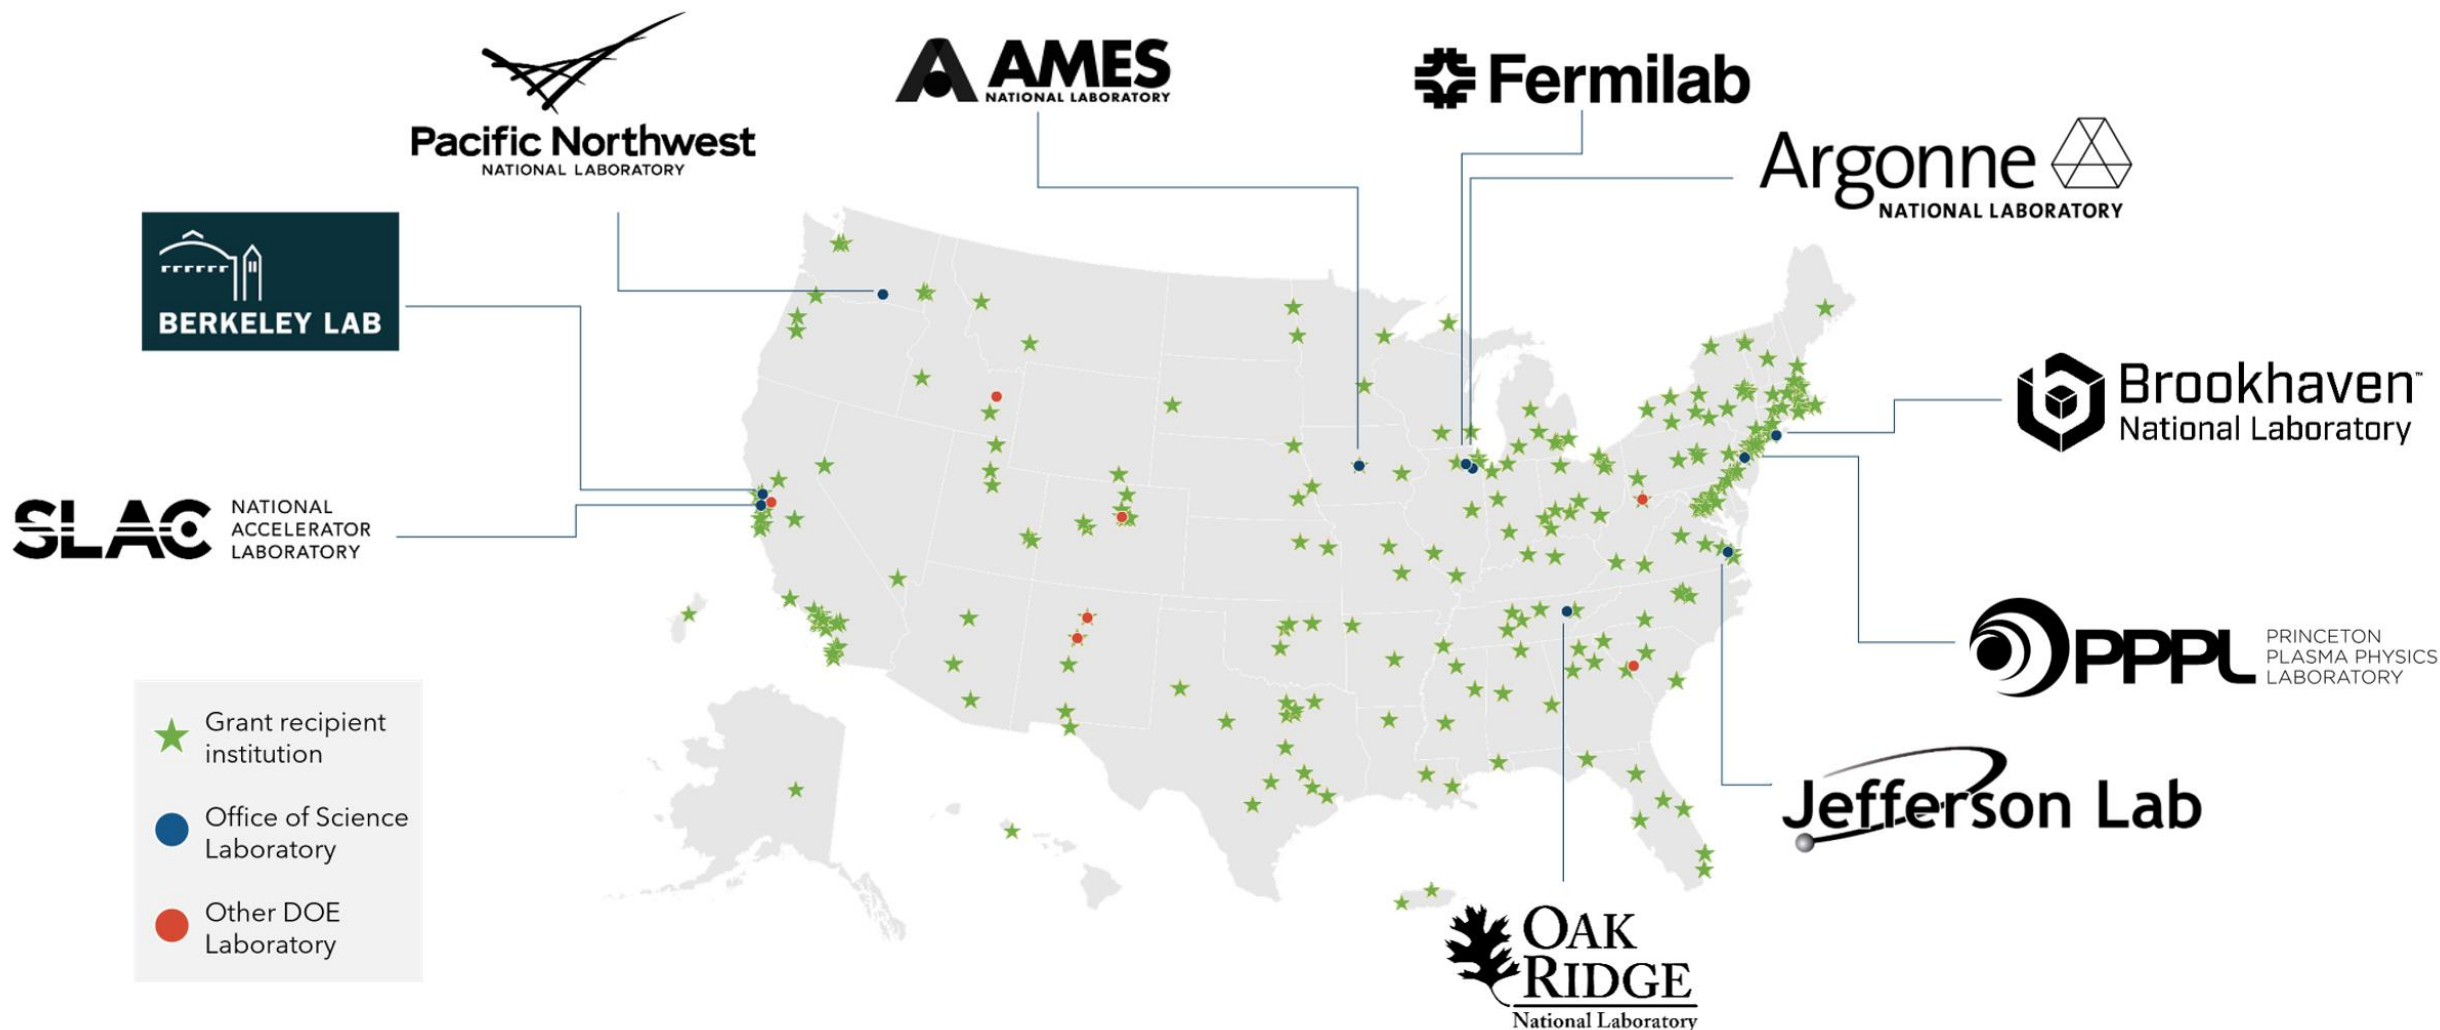 Pacific Northwest
NATIONAL LABORATORY
AMES
NATIONAL LABORATORY
Fermilab
Argonne
NATIONAL LABORATORY
BERKELEY LAB
Brookhaven™
National Laboratory
SLAC
NATIONAL
ACCELERATOR
LABORATORY
PPPL
PRINCETON
PLASMA PHYSICS
LABORATORY
Jefferson Lab
OAK
RIDGE
National Laboratory
Grant recipient
institution
Office of Science
Laboratory
Other DOE
Laboratory